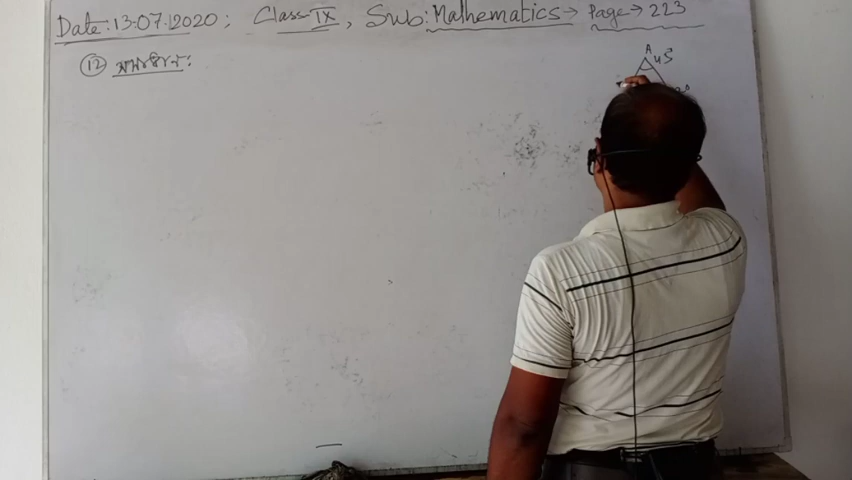 Date: 13.07.2020; Class-IX, Sub: Mathematics→ Page→ 223
(12) সমাধান:
A
45°